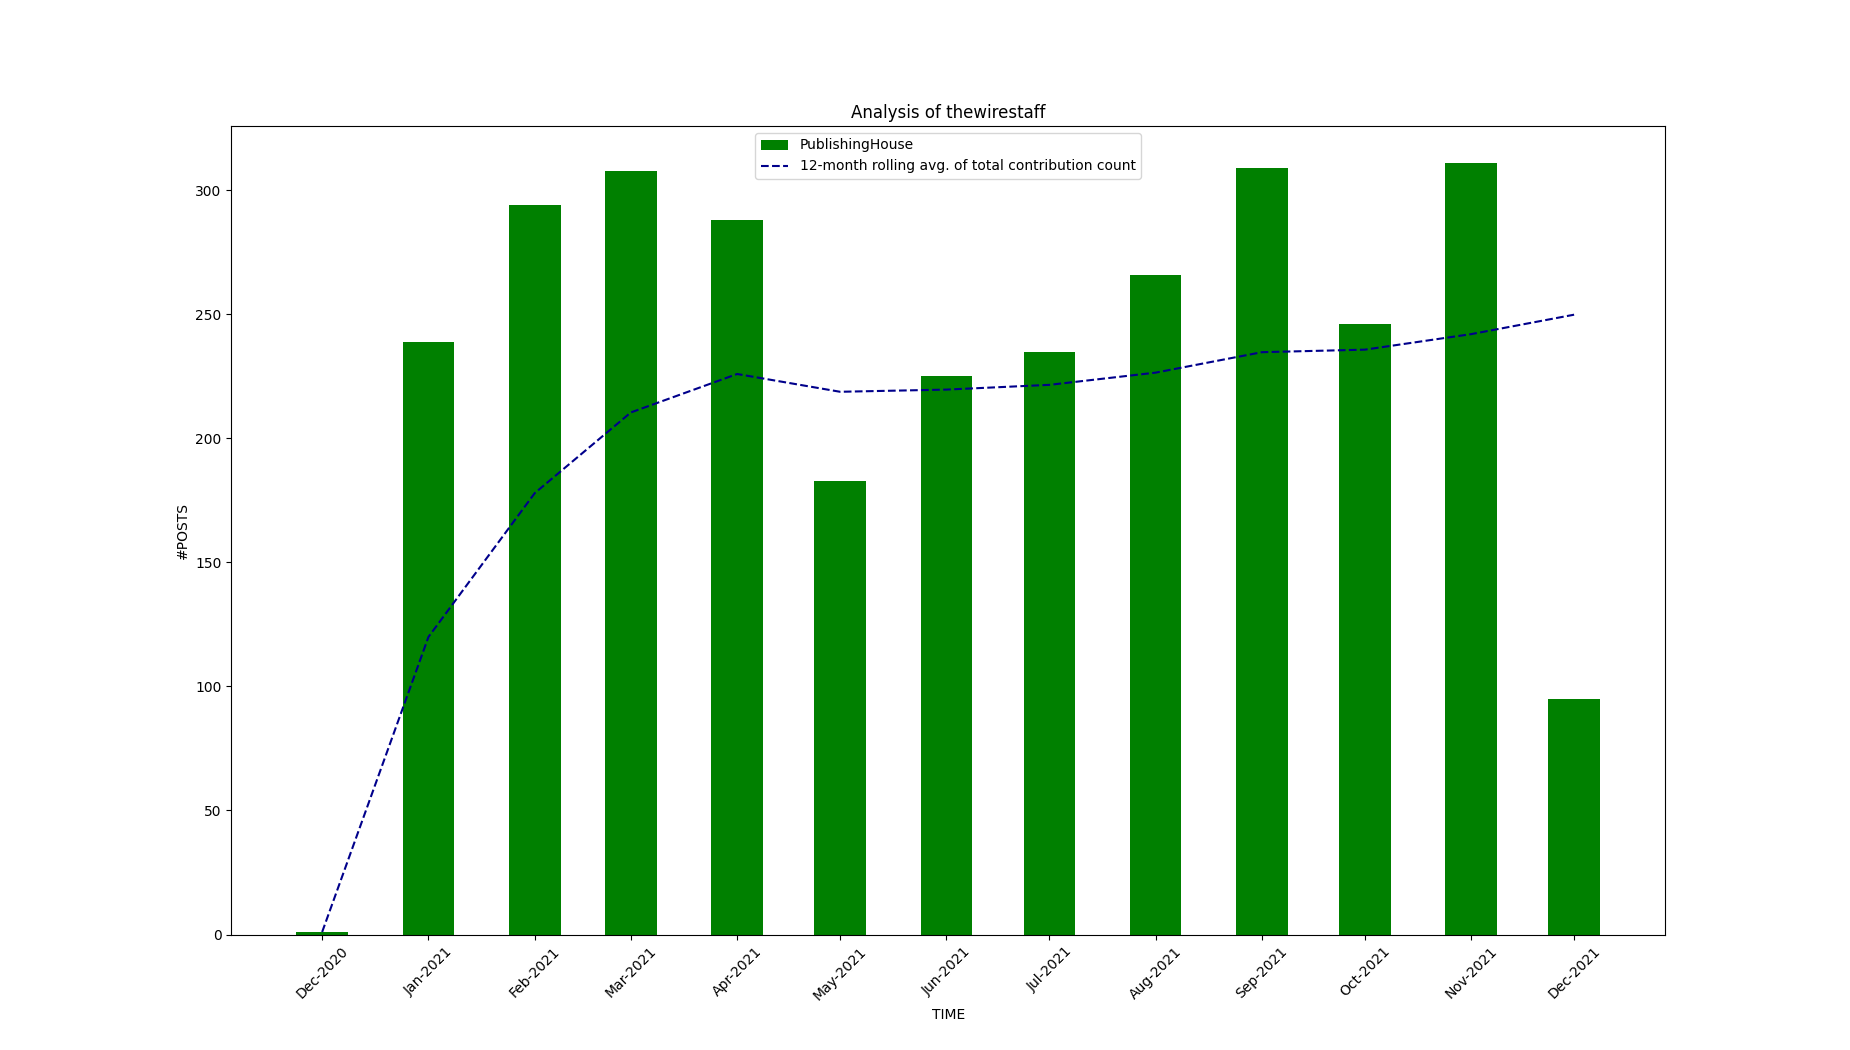 Analysis of thewirestaff
PublishingHouse
12-month rolling avg. of total contribution count
#POSTS
300
250
200
150
100
50
0
Dec-2020
Jan-2021
Feb-2021
Mar-2021
Apr-2021
May-2021
Jun-2021
Jul-2021
Aug-2021
Sep-2021
Oct-2021
Nov-2021
Dec-2021
TIME